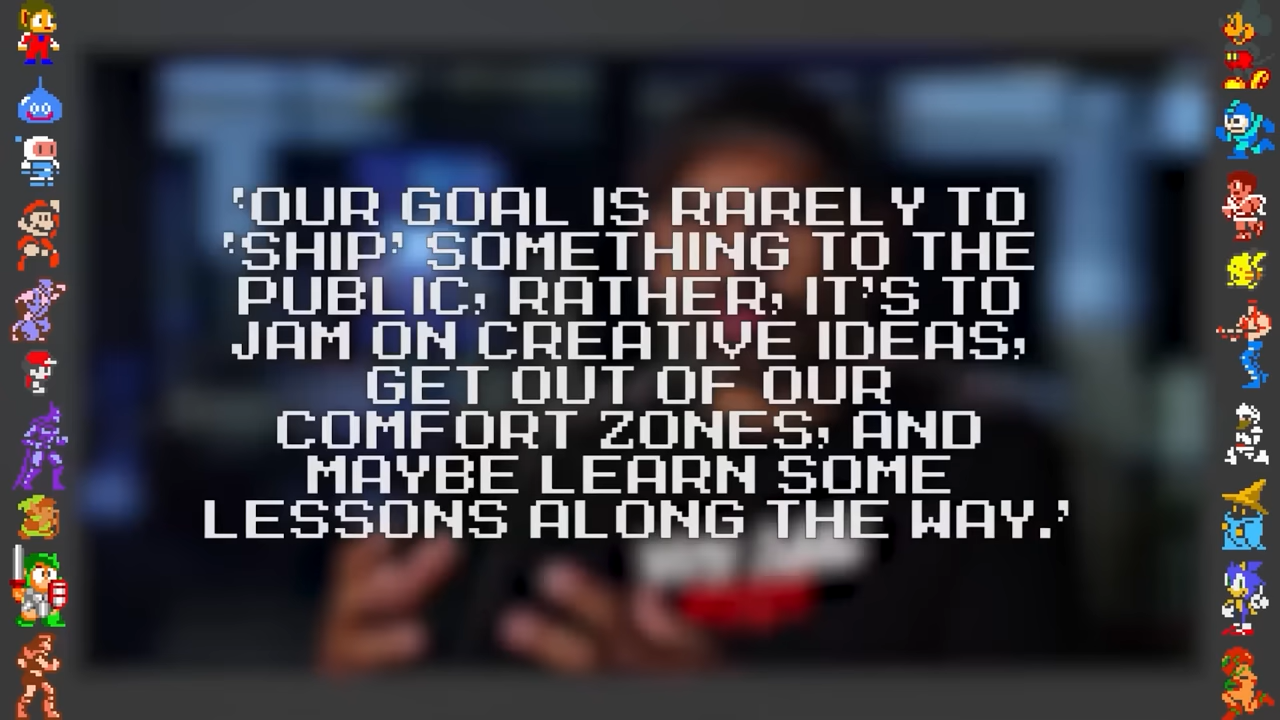 'OUR GOAL IS RARELY TO
'SHIP' SOMETHING TO THE
PUBLIC, RATHER, IT'S TO
JAM ON CREATIVE IDEAS,
GET OUT OF OUR
COMFORT ZONES, AND
MAYBE LEARN SOME
LESSONS ALONG THE WAY.'